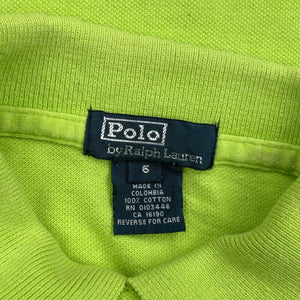 Polo
by Ralph Lauren
6
MADE IN
COLOMBIA
100% COTTON
RN 0103446
CA 16190
REVERSE FOR CARE